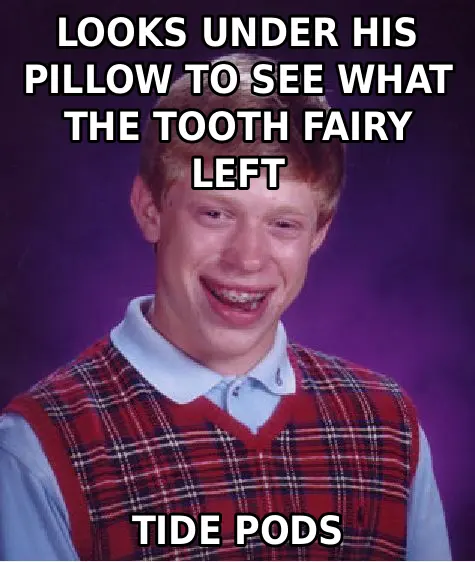 LOOKS UNDER HIS
PILLOW TO SEE WHAT
THE TOOTH FAIRY
LEFT
TIDE PODS